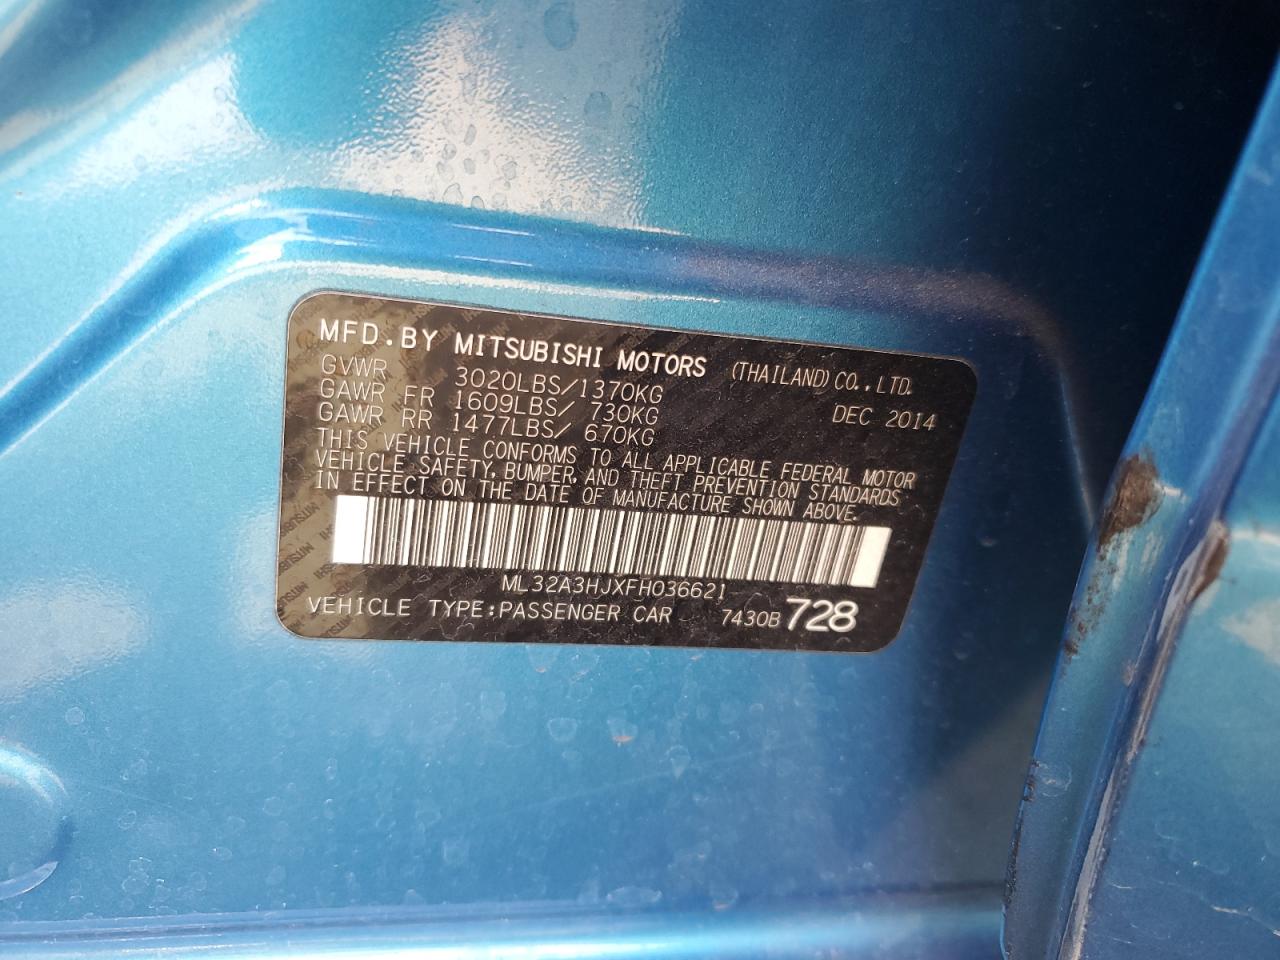 MFD.BY MITSUBISHI MOTORS (THAILAND) CO., LTD.
GVWR 3020LBS/1370KG DEC 2014
GAWR FR 1609LBS/ 730KG
GAWR RR 1477LBS/ 670KG
THIS VEHICLE CONFORMS TO ALL APPLICABLE FEDERAL MOTOR
VEHICLE SAFETY, BUMPER, AND THEFT PREVENTION STANDARDS
IN EFFECT ON THE DATE OF MANUFACTURE SHOWN ABOVE.
ML32A3HJXFH036621
VEHICLE TYPE:PASSENGER CAR 7430B 728